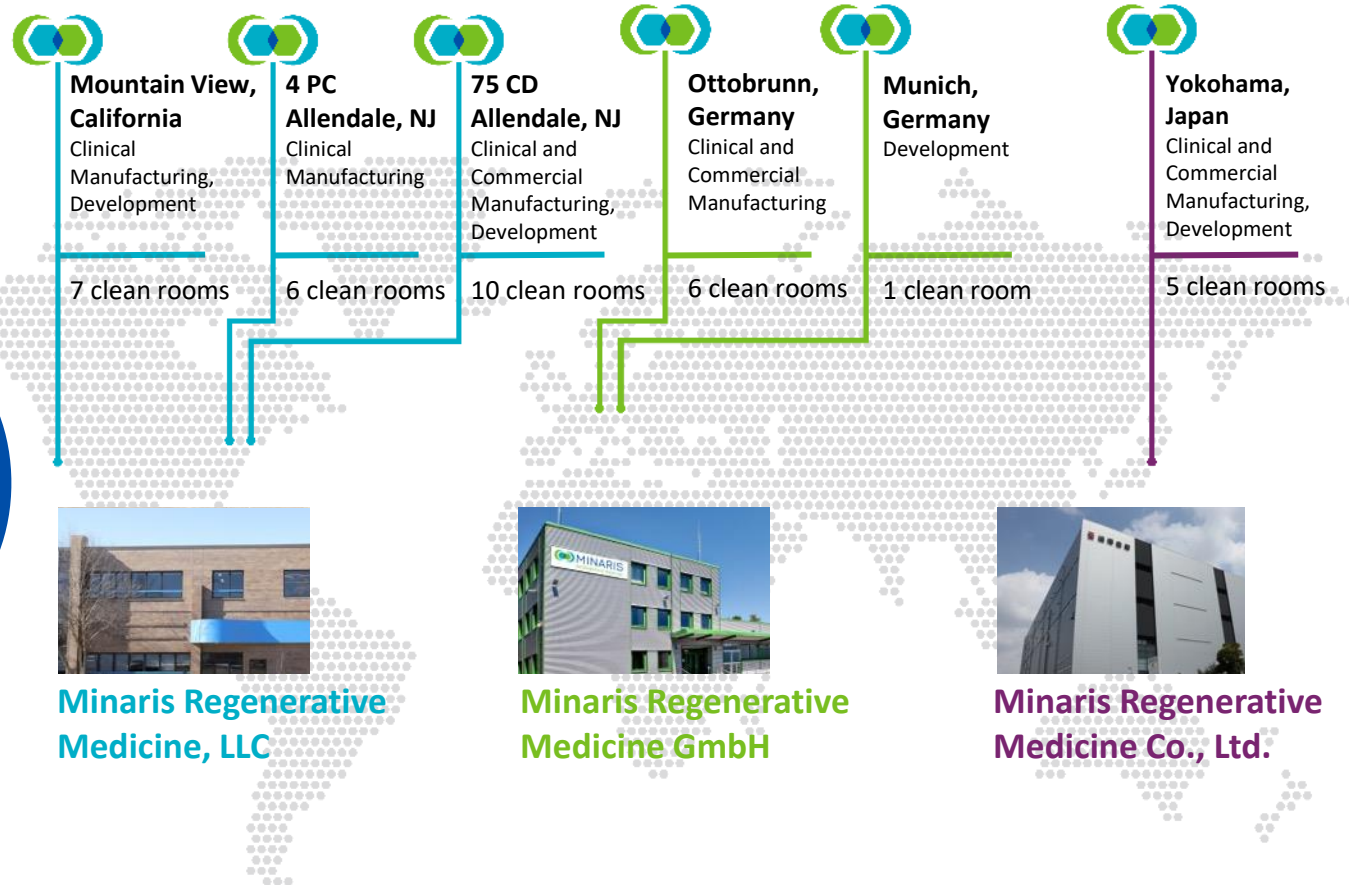 Mountain View,
California
Clinical
Manufacturing,
Development
7 clean rooms
4 PC
Allendale, NJ
Clinical
Manufacturing
6 clean rooms
75 CD
Allendale, NJ
Clinical and
Commercial
Manufacturing,
Development
10 clean rooms
Ottobrunn,
Germany
Clinical and
Commercial
Manufacturing
6 clean rooms
Munich,
Germany
Development
1 clean room
Yokohama,
Japan
Clinical and
Commercial
Manufacturing,
Development
5 clean rooms
MINARIS
Minaris Regenerative
Medicine, LLC
Minaris Regenerative
Medicine GmbH
Minaris Regenerative
Medicine Co., Ltd.